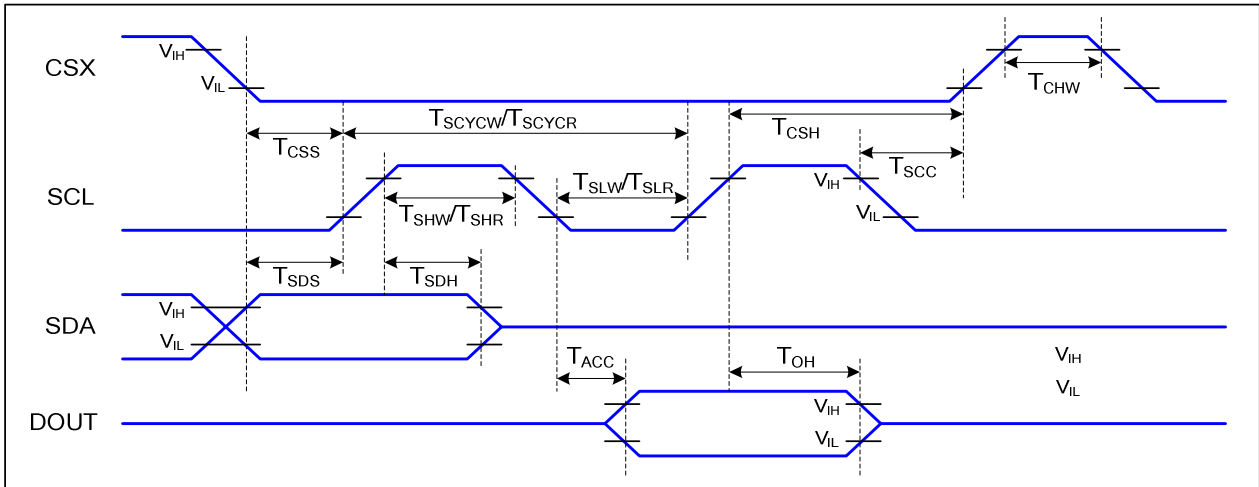 CSX
VIH
VIL
TCHW
TSCYCW/TSCYCR
TCSS
TCSH
TSCC
SCL
TSHW/TSHR
TSLW/TSLR
VIH
VIL
TSDS
TSDH
SDA
VIH
VIL
TACC
TOH
VIH
VIL
DOUT
VIH
VIL